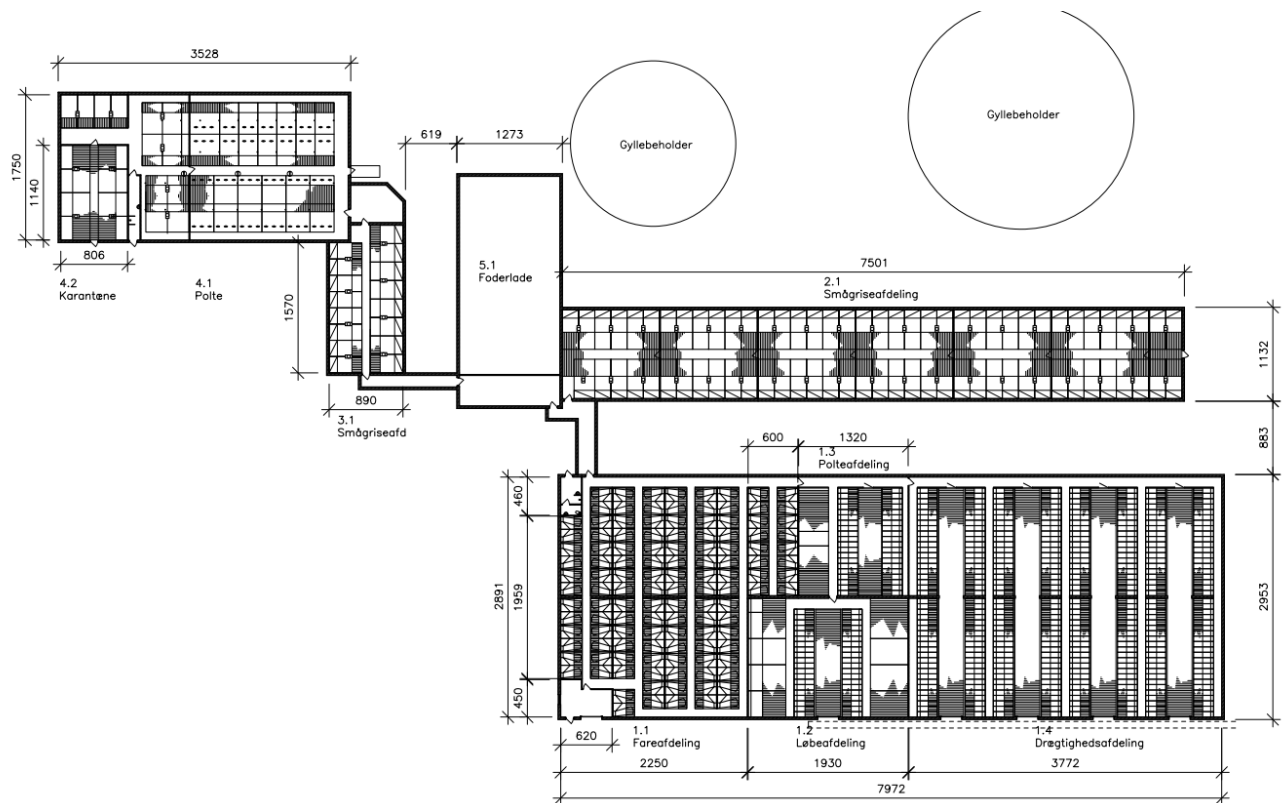 3528
Gyllebeholder
Gyllebeholder
619
1273
1750
1140
806
4.2
Karantæne
4.1
Polte
1570
5.1
Foderlade
7501
2.1
Smågriseafdeling
1132
890
3.1
Smågriseafd
883
600
1320
1.3
Polteafdeling
460
2891
1959
450
2953
620
1.1
Fareafdeling
1.2
Løbeafdeling
1.4
Drægtighedsafdeling
2250
1930
3772
7972